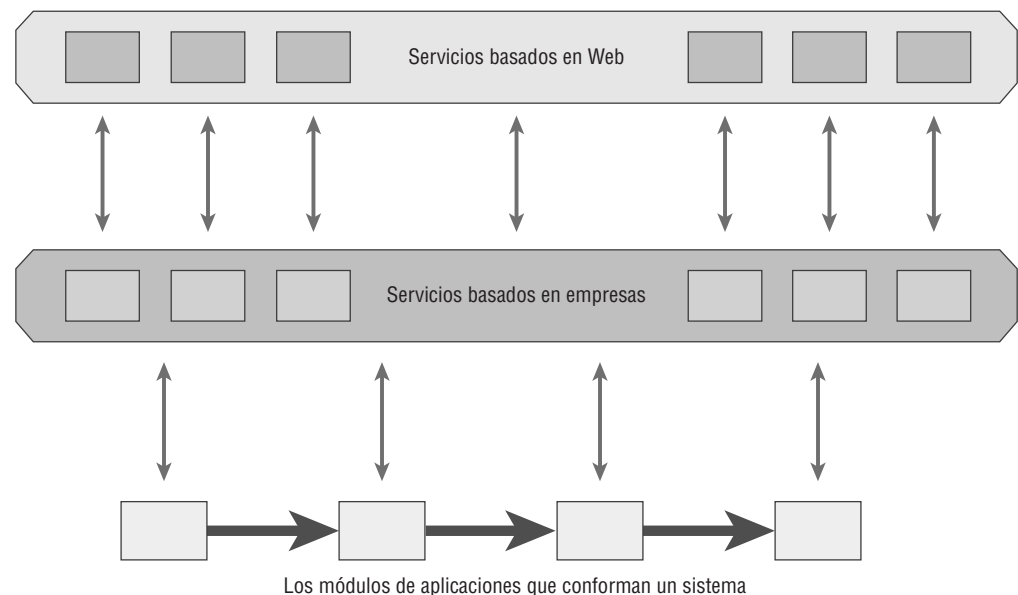 Servicios basados en Web
Servicios basados en empresas
Los módulos de aplicaciones que conforman un sistema